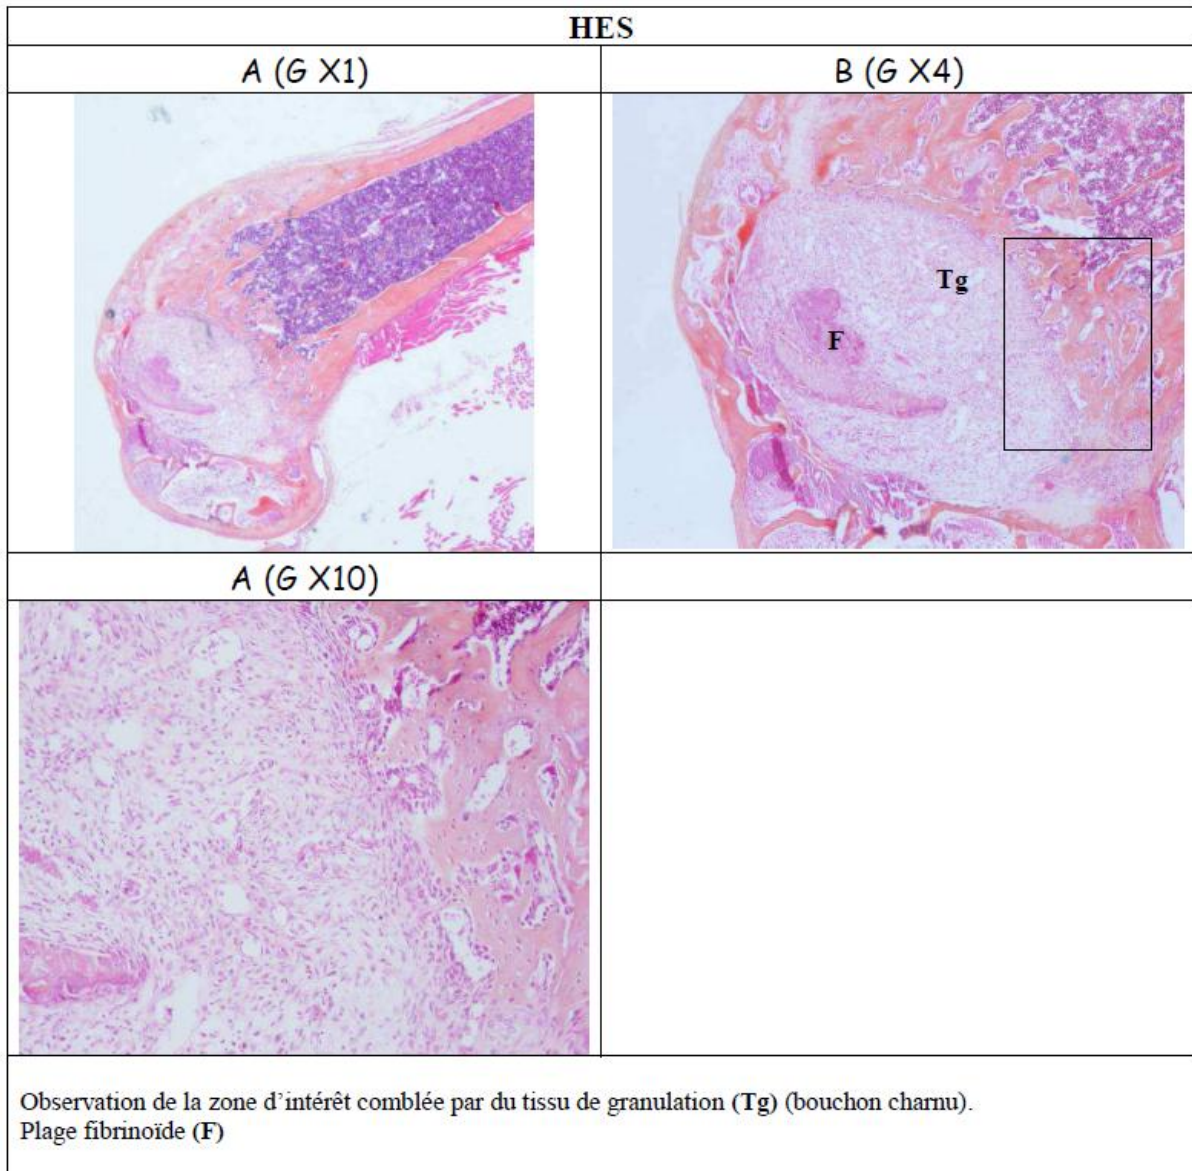 HES
A (G X1)
B (G X4)
Tg
F
A (G X10)
Observation de la zone d'intérêt comblée par du tissu de granulation (Tg) (bouchon charnu).
Plage fibrinoïde (F)